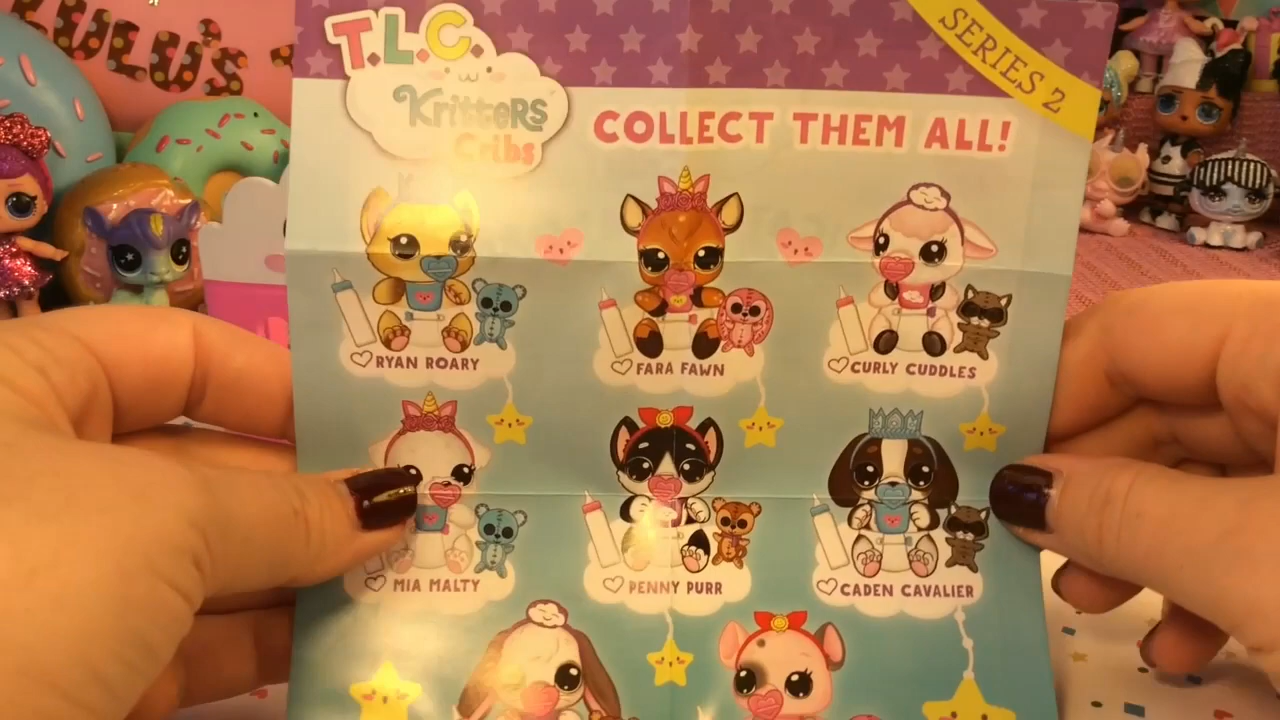 LULU'S
T.L.C.
KritteRs
Cribs
COLLECT THEM ALL!
SERIES 2
RYAN ROARY
FARA FAWN
CURLY CUDDLES
MIA MALTY
PENNY PURR
CADEN CAVALIER